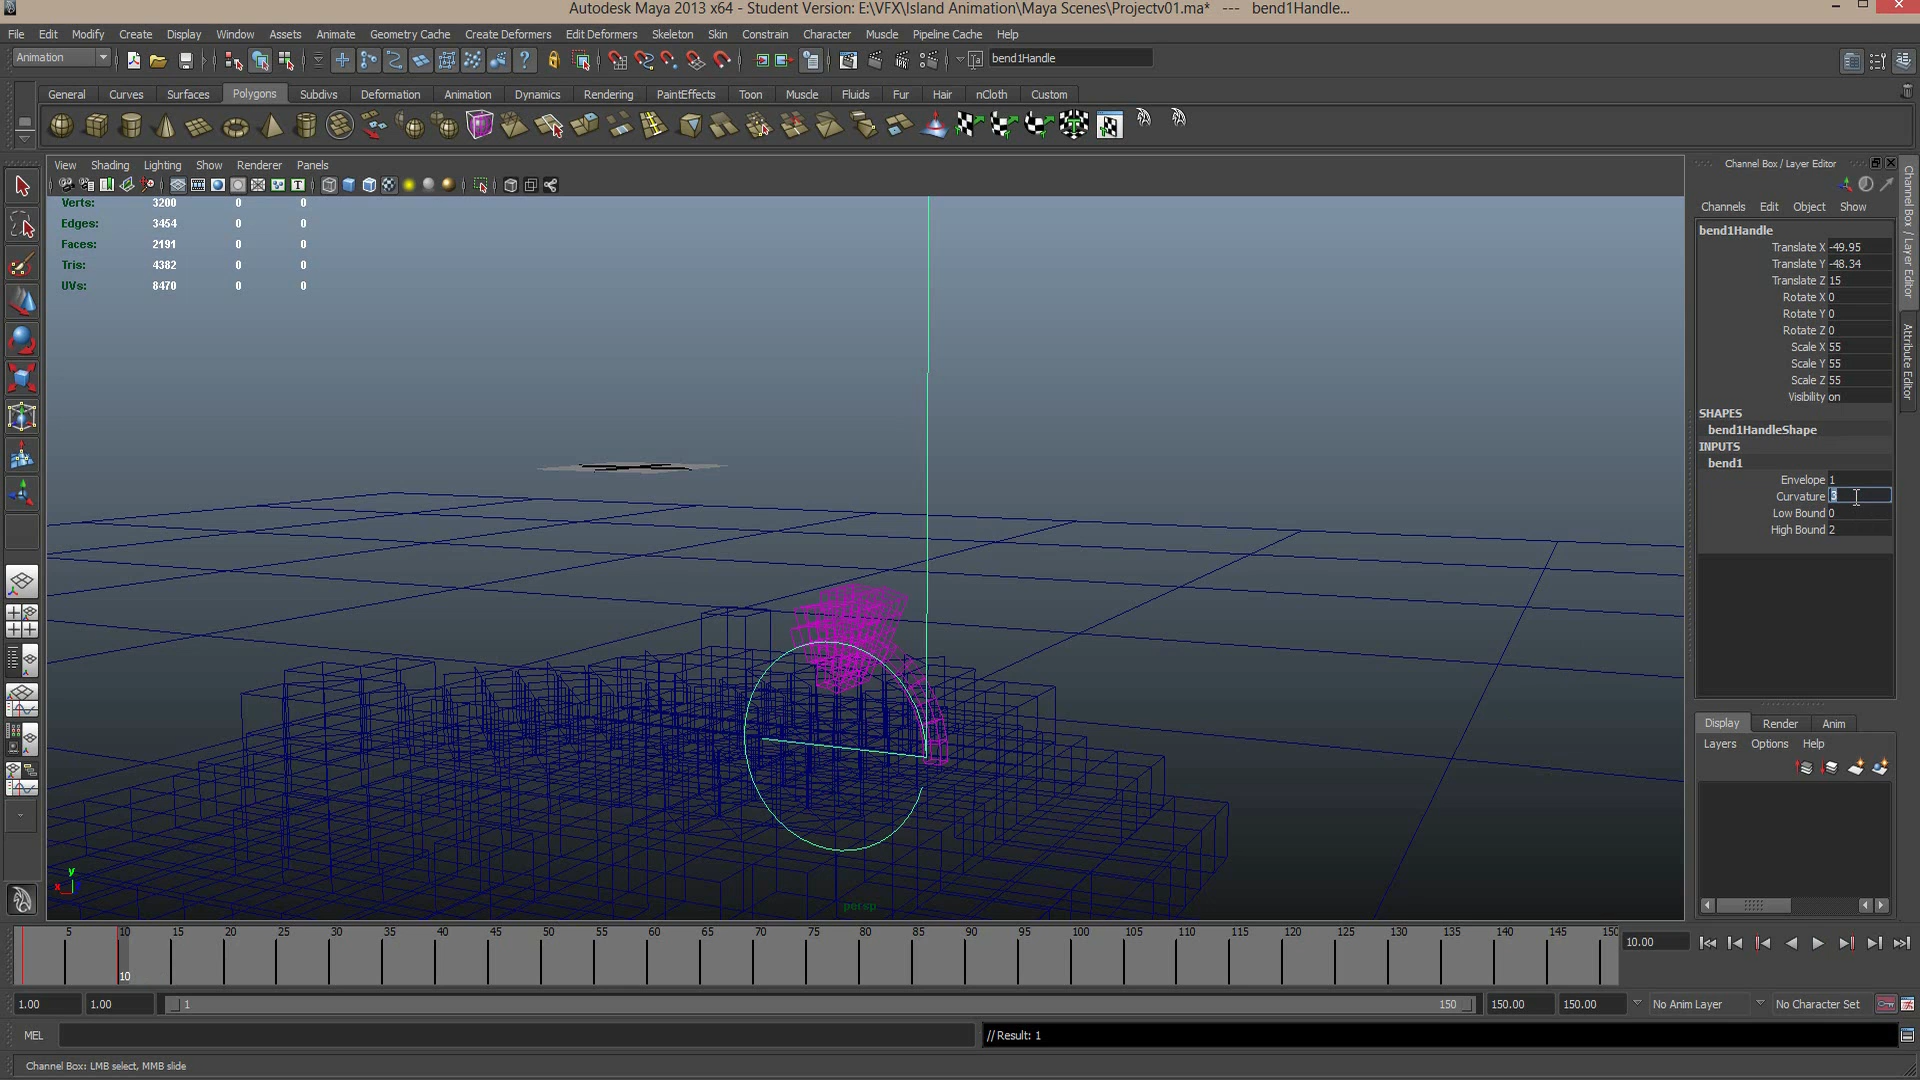 Autodesk Maya 2013 x64 - Student Version: E:\VFX\Island Animation\Maya Scenes\Projectv01.ma*   ---   bend1Handle...
File Edit Modify Create Display Window Assets Animate Geometry Cache Create Deformers Edit Deformers Skeleton Skin Constrain Character Muscle Pipeline Cache Help
Animation
bend1Handle
General Curves Surfaces Polygons Subdivs Deformation Animation Dynamics Rendering PaintEffects Toon Muscle Fluids Fur Hair nCloth Custom
View Shading Lighting Show Renderer Panels
Verts: 3200 0 0
Edges: 3454 0 0
Faces: 2191 0 0
Tris: 4382 0 0
UVs: 8470 0 0
y
x
persp
Channel Box / Layer Editor
Channels Edit Object Show
bend1Handle
Translate X -49.95
Translate Y -48.34
Translate Z 15
Rotate X 0
Rotate Y 0
Rotate Z 0
Scale X 55
Scale Y 55
Scale Z 55
Visibility on
SHAPES
bend1HandleShape
INPUTS
bend1
Envelope 1
Curvature 3
Low Bound 0
High Bound 2
Channel Box / Layer Editor
Attribute Editor
Display Render Anim
Layers Options Help
5 10 15 20 25 30 35 40 45 50 55 60 65 70 75 80 85 90 95 100 105 110 115 120 125 130 135 140 145 150
10
10.00
1.00 1.00 1 150 150.00 150.00 No Anim Layer No Character Set
MEL
// Result: 1
Channel Box: LMB select, MMB slide